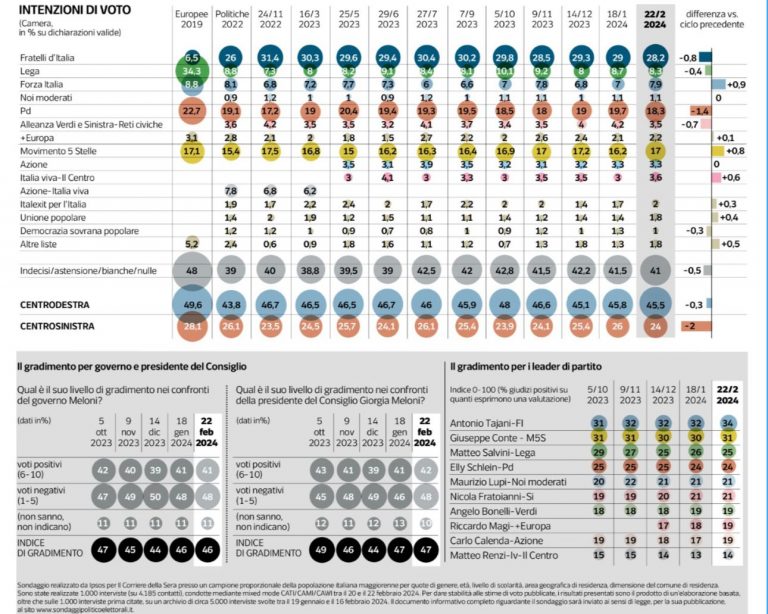 INTENZIONI DI VOTO
(Camera,
in % su dichiarazioni valide)
Europee 2019 Politiche 2022 24/11 2022 16/3 2023 25/5 2023 29/6 2023 27/7 2023 7/9 2023 5/10 2023 9/11 2023 14/12 2023 18/1 2024 22/2 2024 differenza vs. ciclo precedente
Fratelli d'Italia 6,5 26 31,4 30,3 29,6 29,4 30,4 30,2 29,8 28,5 29,3 29 28,2 -0,8
Lega 34,3 8,8 7,3 8 8,2 9,1 8,4 8,1 10,1 9,2 8 8,7 8,3 -0,4
Forza Italia 8,8 8,1 6,8 7,2 7,7 7,3 6 6,6 7 7,8 6,8 7 7,9 +0,9
Noi moderati 0,9 1,2 1 1 0,9 1,2 1 1,1 1,1 1 1,1 1,1 0
Pd 22,7 19,1 17,2 19 20,4 19,4 19,3 19,5 18,5 18 19 19,7 18,3 -1,4
Alleanza Verdi e Sinistra-Reti civiche 3,6 4,2 3,5 3,5 3,2 4,1 3,7 3,4 3,5 4 4,2 3,5 -0,7
+Europa 3,1 2,8 2,1 2 1,8 1,5 2,7 2,2 2 2,6 2,4 2,1 2,2 +0,1
Movimento 5 Stelle 17,1 15,4 17,5 16,8 15 16,2 16,3 16,4 16,9 17 17,2 16,2 17 +0,8
Azione 3,5 3,1 3,9 3,5 3,2 3,1 3,2 3,3 3,3 0
Italia viva-Il Centro 3 4,1 3 3,3 3,5 3,5 3,5 3 3,6 +0,6
Azione-Italia viva 7,8 6,8 6,2
Italexit per l'Italia 1,9 1,7 2,2 2,4 2 1,7 2 2 1,4 1,7 2 +0,3
Unione popolare 1,4 2 1,9 1,2 1,5 1,1 1,1 1,4 1,2 1,4 1,8 +0,4
Democrazia sovrana popolare 1,2 1,2 1 0,7 0,8 1 0,9 1,2 1 1,3 1 -0,3
Altre liste 5,2 2,4 0,6 0,9 1,8 1,6 1,1 1,2 0,7 1,3 1,8 1,3 1,8 +0,5
Indecisi/astensione/bianche/nulle 48 39 40 38,8 39,5 39 42,5 42 42,8 41,5 42,2 41,5 41 -0,5
CENTRODESTRA 49,6 43,8 46,7 46,5 46,5 46,7 46 45,9 48 46,6 45,1 45,8 45,5 -0,3
CENTROSINISTRA 28,1 26,1 23,5 24,5 25,7 24,1 26,1 25,4 23,9 24,1 25,4 26 24 -2
Il gradimento per governo e presidente del Consiglio
Qual è il suo livello di gradimento nei confronti
del governo Meloni?
(dati in%) 5 ott 2023 9 nov 2023 14 dic 2023 18 gen 2024 22 feb 2024
voti positivi (6-10) 42 40 39 41 41
voti negativi (1-5) 47 49 50 48 48
(non sanno, non indicano) 11 11 11 11 11
INDICE DI GRADIMENTO 47 45 44 46 46
Qual è il suo livello di gradimento nei confronti
della presidente del Consiglio Giorgia Meloni?
(dati in%) 5 ott 2023 9 nov 2023 14 dic 2023 18 gen 2024 22 feb 2024
voti positivi (6-10) 43 41 39 41 42
voti negativi (1-5) 45 48 49 46 48
(non sanno, non indicano) 12 11 12 13 10
INDICE DI GRADIMENTO 49 46 44 47 47
Il gradimento per i leader di partito
Indice 0-100 (% giudizi positivi su
quanti esprimono una valutazione)
5/10 2023 9/11 2023 14/12 2023 18/1 2024 22/2 2024
Antonio Tajani-FI 31 32 32 32 34
Giuseppe Conte - M5S 31 31 30 30 31
Matteo Salvini-Lega 29 27 25 26 25
Elly Schlein-Pd 25 25 25 24 24
Maurizio Lupi-Noi moderati 20 22 21 21 21
Nicola Fratoianni-Si 19 19 20 21 21
Angelo Bonelli-Verdi 18 18 18 19 19
Riccardo Magi-+Europa 17 18 19
Carlo Calenda-Azione 19 19 18 17 19
Matteo Renzi-Iv-Il Centro 15 15 14 13 14
Sondaggio realizzato da Ipsos per Il Corriere della Sera presso un campione proporzionale della popolazione italiana maggiorenne per quote di genere, età, livello di scolarità, area geografica di residenza, dimensione del comune di residenza.
Sono state realizzate 1.000 interviste (su 4.185 contatti), condotte mediante mixed mode CATI/CAMI/CAWI tra il 20 e il 22 febbraio 2024. Per dare stabilità alle stime di voto pubblicate, i risultati presentati sono il prodotto di un'elaborazione basata,
oltre che sulle 1.000 interviste prima citate, su un archivio di circa 5.000 interviste svolte tra il 19 gennaio e il 16 febbraio 2024. Il documento informativo completo riguardante il sondaggio sarà inviato ai sensi di legge, per la sua pubblicazione,
al sito www.sondaggipoliticoelettorali.it.